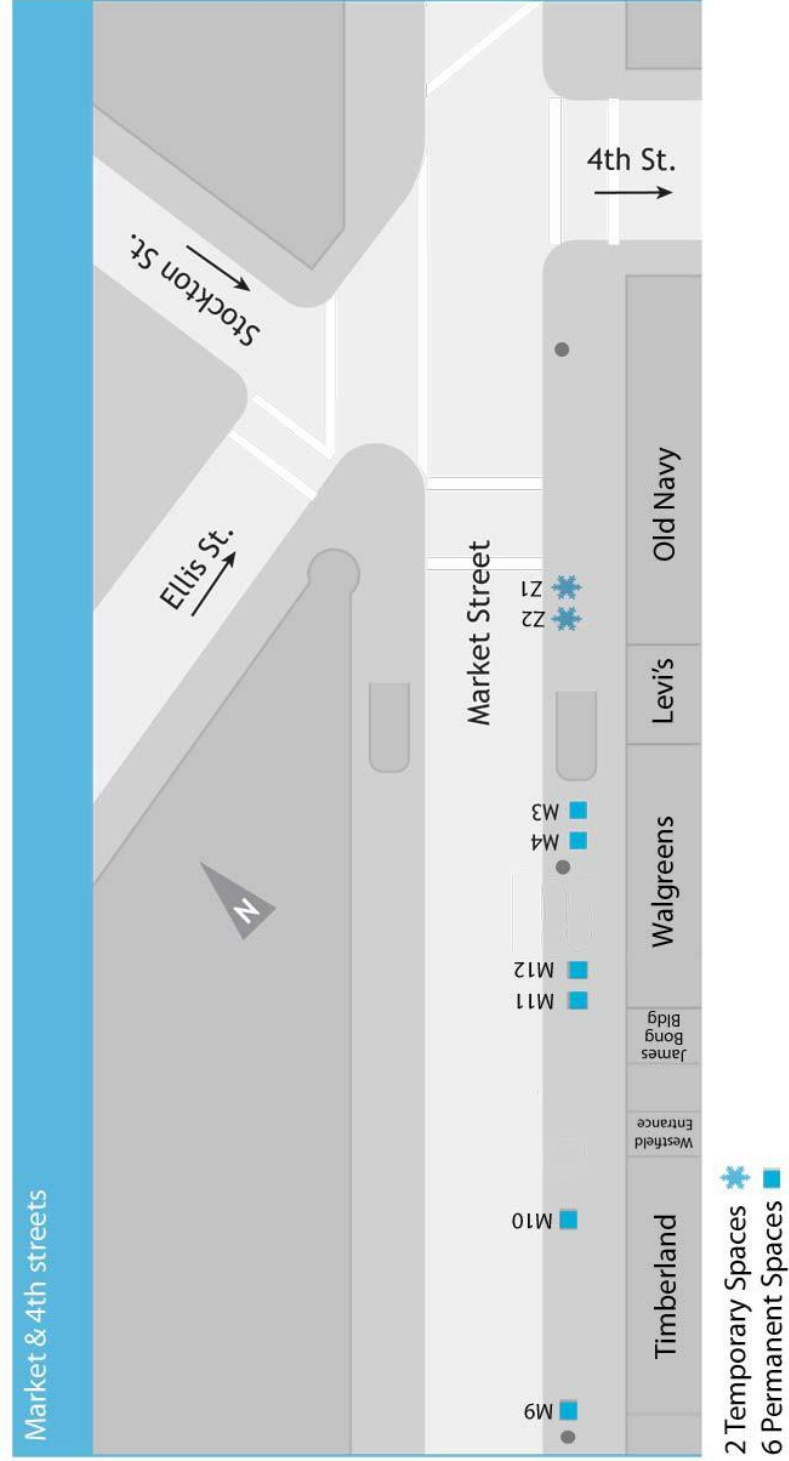 Market & 4th streets
Stockton St.
4th St.
Ellis St.
Market Street
Z1
Z2
M3
M4
M12
M11
M10
M9
Old Navy
Levi's
Walgreens
James
Bong
Bldg
Westfield
Entrance
Timberland
N
2 Temporary Spaces
6 Permanent Spaces